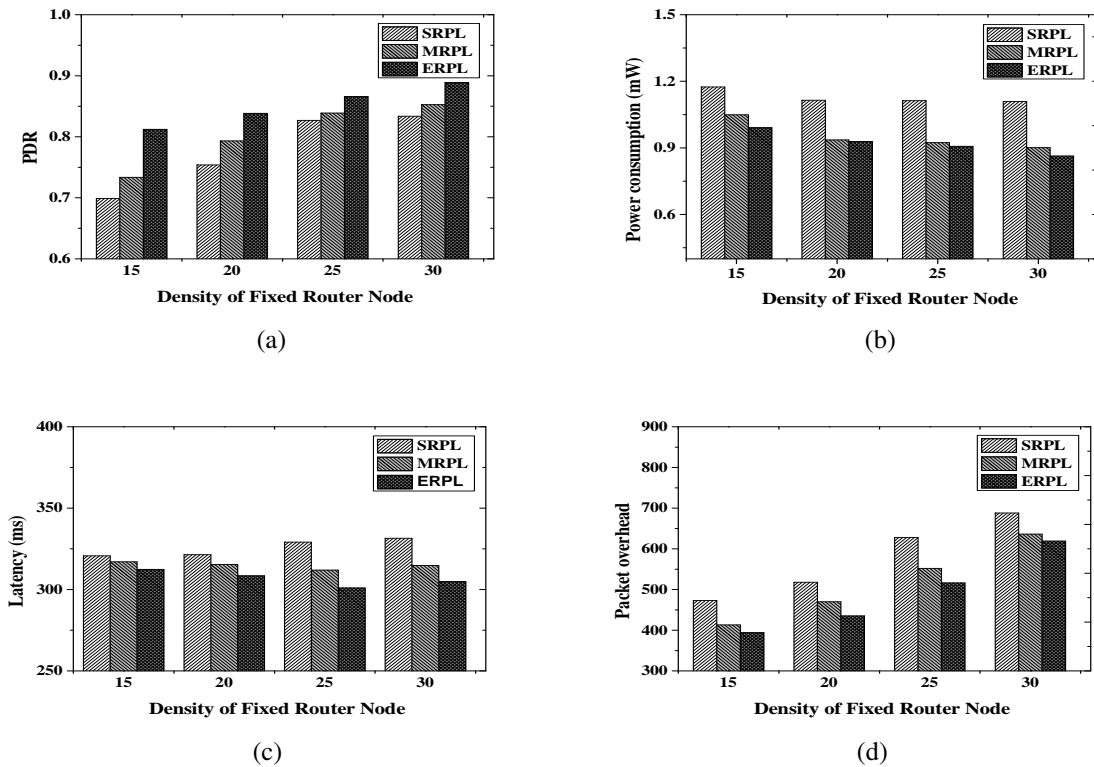 1.0
0.9
0.8
0.7
0.6
PDR
SRPL
MRPL
ERPL
15 20 25 30
Density of Fixed Router Node
(a)
1.2
0.9
0.6
Power consumption (mW)
SRPL
MRPL
ERPL
15 20 25 30
Density of Fixed Router Node
(b)
400
350
300
250
Latency (ms)
SRPL
MRPL
ERPL
15 20 25 30
Density of Fixed Router Node
(c)
900
800
700
600
500
400
300
Packet overhead
SRPL
MRPL
ERPL
15 20 25 30
Density of Fixed Router Node
(d)